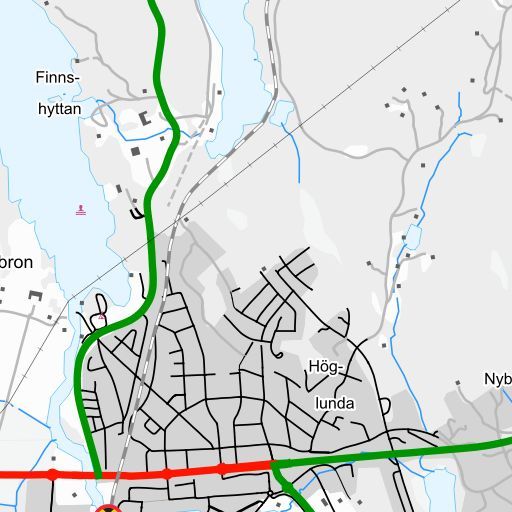 Finns-
hyttan
bron
Hög-
lunda
Nyb